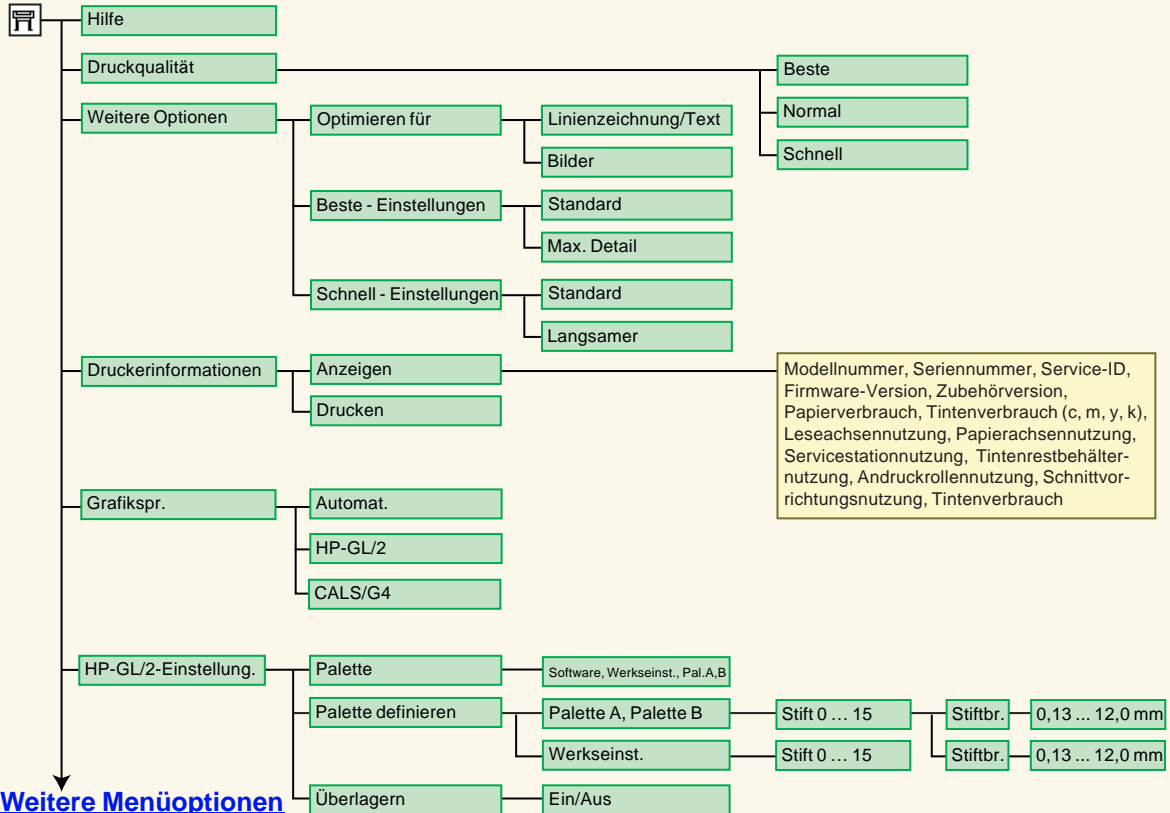 Hilfe
Druckqualität
Beste
Normal
Schnell
Weitere Optionen
Optimieren für
Linienzeichnung/Text
Bilder
Beste - Einstellungen
Standard
Max. Detail
Schnell - Einstellungen
Standard
Langsamer
Druckerinformationen
Anzeigen
Modellnummer, Seriennummer, Service-ID,
Firmware-Version, Zubehörversion,
Papierverbrauch, Tintenverbrauch (c, m, y, k),
Leseachsennutzung, Papierachsennutzung,
Servicestationnutzung, Tintenrestbehälter-
nutzung, Andruckrollennutzung, Schnittvor-
richtungsnutzung, Tintenverbrauch
Drucken
Grafikspr.
Automat.
HP-GL/2
CALS/G4
HP-GL/2-Einstellung.
Palette
Software, Werkseinst., Pal.A,B
Palette definieren
Palette A, Palette B
Stift 0 ... 15
Stiftbr.
0,13 ... 12,0 mm
Werkseinst.
Stift 0 ... 15
Stiftbr.
0,13 ... 12,0 mm
Überlagern
Ein/Aus
Weitere Menüoptionen